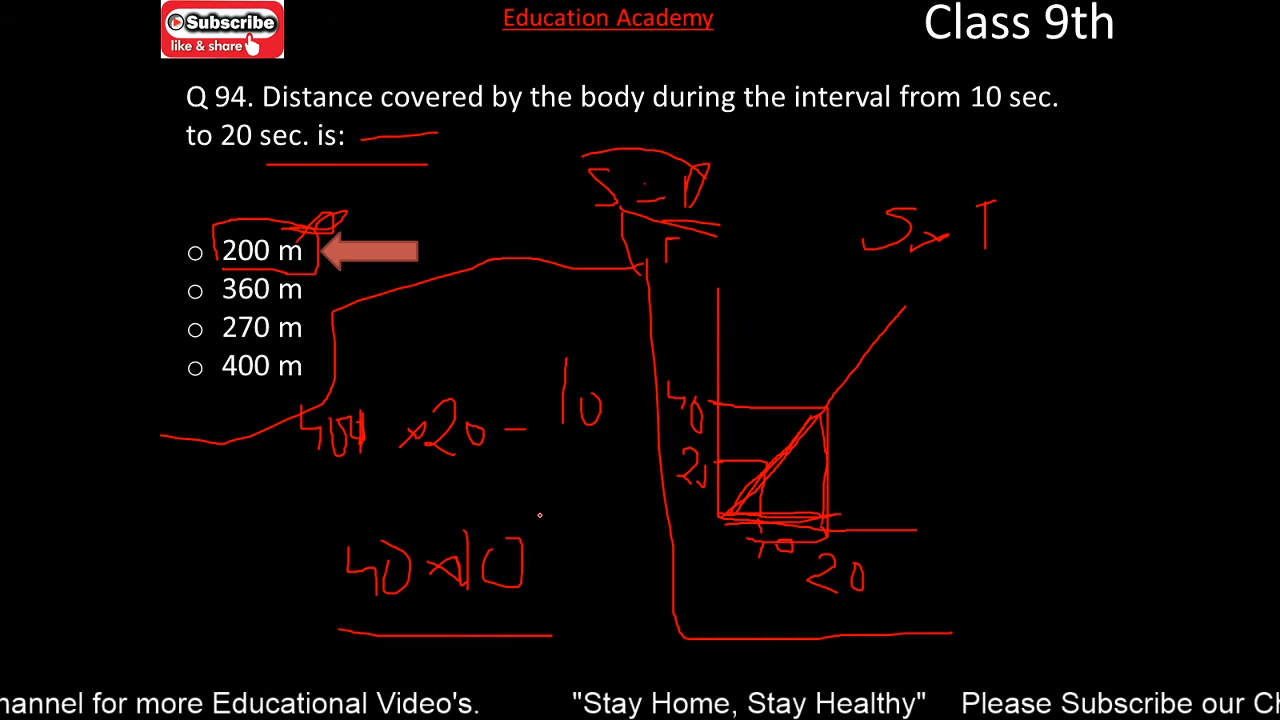 Subscribe
like & share
Education Academy
Class 9th
Q 94. Distance covered by the body during the interval from 10 sec.
to 20 sec. is:
S = D
T
S x T
200 m
360 m
270 m
400 m
x 20 - 10
40
20
10
20
40 x 10
hannel for more Educational Video's. "Stay Home, Stay Healthy" Please Subscribe our Ch